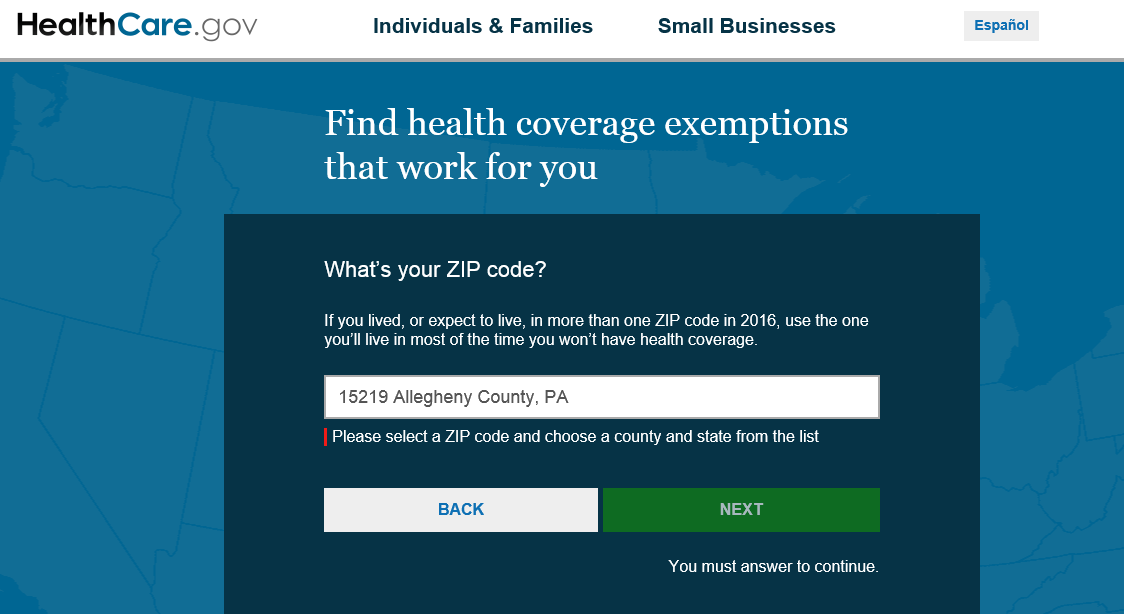 HealthCare.gov
Individuals & Families
Small Businesses
Español
Find health coverage exemptions
that work for you
What's your ZIP code?
If you lived, or expect to live, in more than one ZIP code in 2016, use the one
you'll live in most of the time you won't have health coverage.
15219 Allegheny County, PA
Please select a ZIP code and choose a county and state from the list
BACK
NEXT
You must answer to continue.